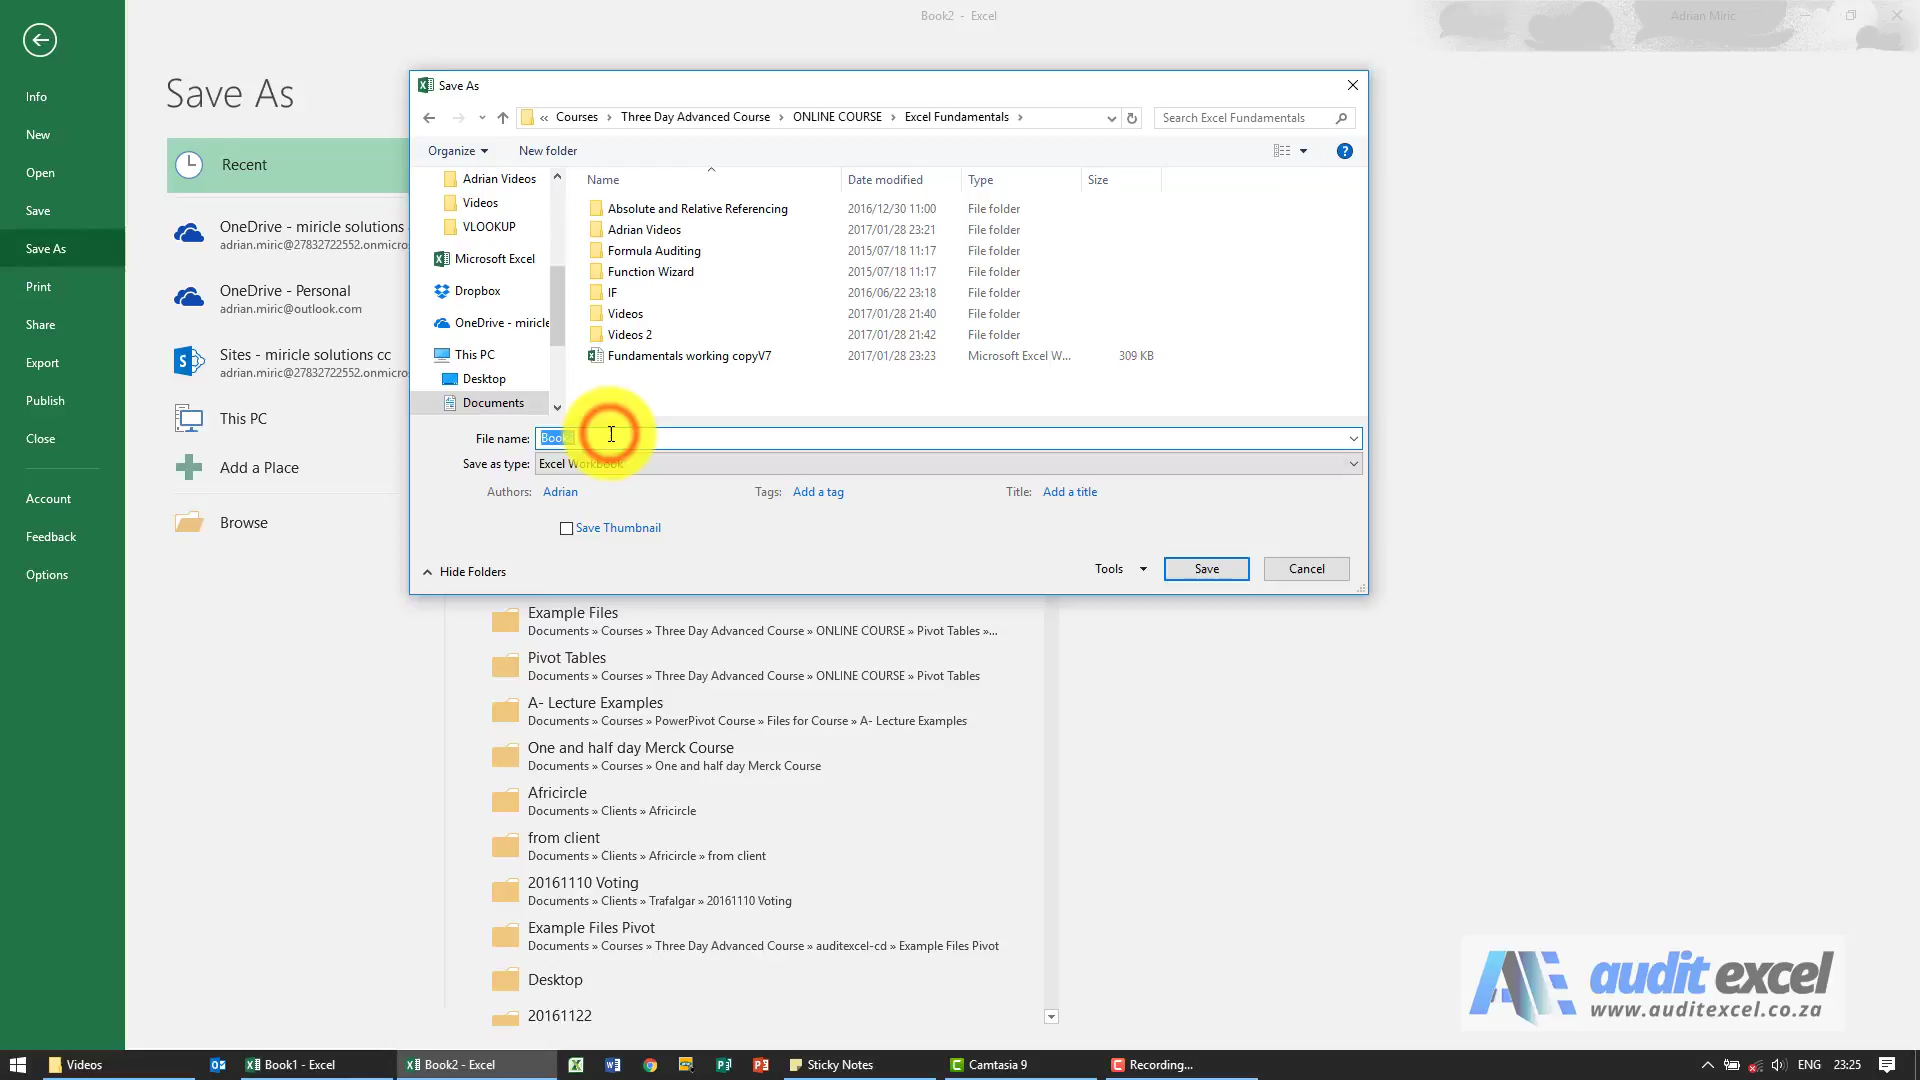 Book2 - Excel
Adrian Miric
Info
New
Open
Save
Save As
Print
Share
Export
Publish
Close
Account
Feedback
Options
Save As
Recent
OneDrive - miricle solutions
adrian.miric@27832722552.onmicros
OneDrive - Personal
adrian.miric@outlook.com
Sites - miricle solutions cc
adrian.miric@27832722552.onmicros
This PC
Add a Place
Browse
Save As
« Courses > Three Day Advanced Course > ONLINE COURSE > Excel Fundamentals >
Search Excel Fundamentals
Organize
New folder
Adrian Videos
Videos
VLOOKUP
Microsoft Excel
Dropbox
OneDrive - miricle
This PC
Desktop
Documents
Name Date modified Type Size
Absolute and Relative Referencing 2016/12/30 11:00 File folder
Adrian Videos 2017/01/28 23:21 File folder
Formula Auditing 2015/07/18 11:17 File folder
Function Wizard 2015/07/18 11:17 File folder
IF 2016/06/22 23:18 File folder
Videos 2017/01/28 21:40 File folder
Videos 2 2017/01/28 21:42 File folder
Fundamentals working copyV7 2017/01/28 23:23 Microsoft Excel W... 309 KB
File name: Book
Save as type: Excel Workbook
Authors: Adrian Tags: Add a tag Title: Add a title
Save Thumbnail
Hide Folders
Tools Save Cancel
Example Files
Documents » Courses » Three Day Advanced Course » ONLINE COURSE » Pivot Tables »...
Pivot Tables
Documents » Courses » Three Day Advanced Course » ONLINE COURSE » Pivot Tables
A- Lecture Examples
Documents » Courses » PowerPivot Course » Files for Course » A- Lecture Examples
One and half day Merck Course
Documents » Courses » One and half day Merck Course
Africircle
Documents » Clients » Africircle
from client
Documents » Clients » Africircle » from client
20161110 Voting
Documents » Clients » Trafalgar » 20161110 Voting
Example Files Pivot
Documents » Courses » Three Day Advanced Course » auditexcel-cd » Example Files Pivot
Desktop
20161122
audit excel
www.auditexcel.co.za
Videos
Book1 - Excel
Book2 - Excel
Sticky Notes
Camtasia 9
Recording...
ENG
23:25